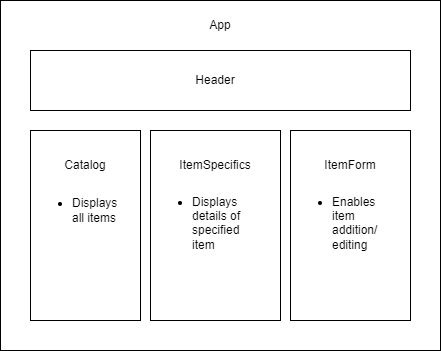 App
Header
Catalog
• Displays
all items
ItemSpecifics
• Displays
details of
specified
item
ItemForm
• Enables
item
addition/
editing